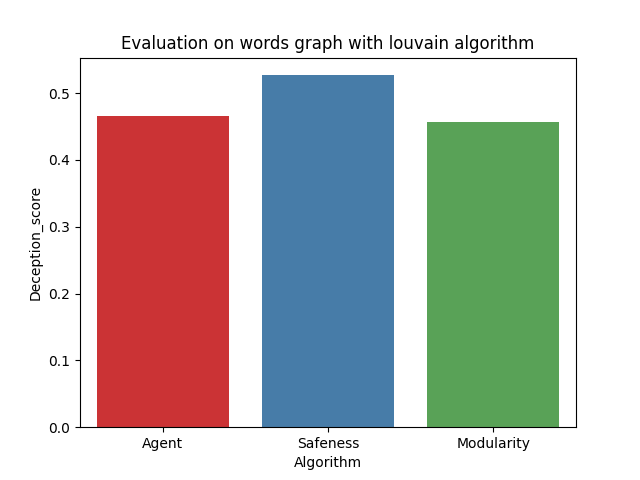 Evaluation on words graph with louvain algorithm
Deception_score
0.5
0.4
0.3
0.2
0.1
0.0
Agent
Safeness
Modularity
Algorithm